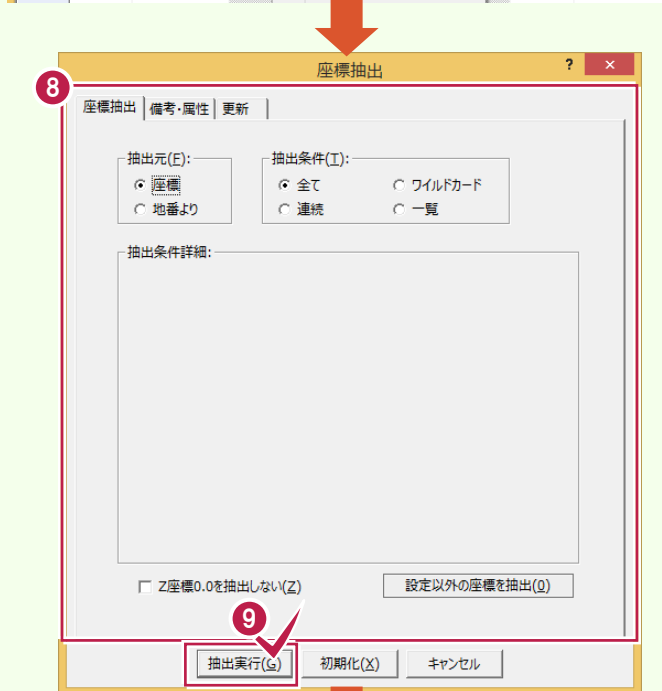 座標抽出 ? ×
8
座標抽出 備考・属性 更新
抽出元(F): 抽出条件(T):
座標 全て ワイルドカード
地番より 連続 一覧
抽出条件詳細:
Z座標0.0を抽出しない(Z) 設定以外の座標を抽出(0)
9
抽出実行(G) 初期化(X) キャンセル